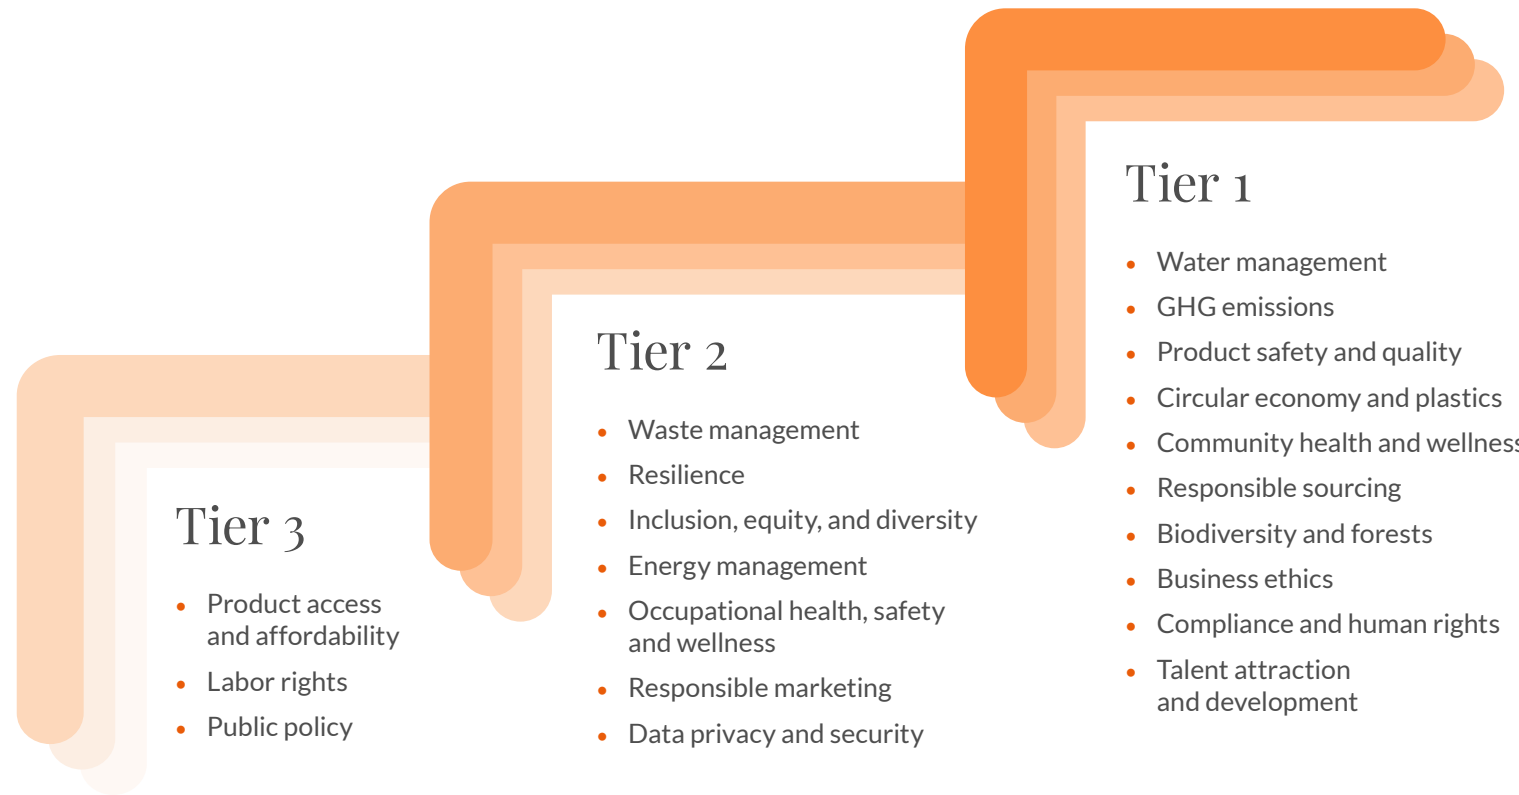 Tier 1
• Water management
• GHG emissions
• Product safety and quality
• Circular economy and plastics
• Community health and wellness
• Responsible sourcing
• Biodiversity and forests
• Business ethics
• Compliance and human rights
• Talent attraction
and development
Tier 2
• Waste management
• Resilience
• Inclusion, equity, and diversity
• Energy management
• Occupational health, safety
and wellness
• Responsible marketing
• Data privacy and security
Tier 3
• Product access
and affordability
• Labor rights
• Public policy